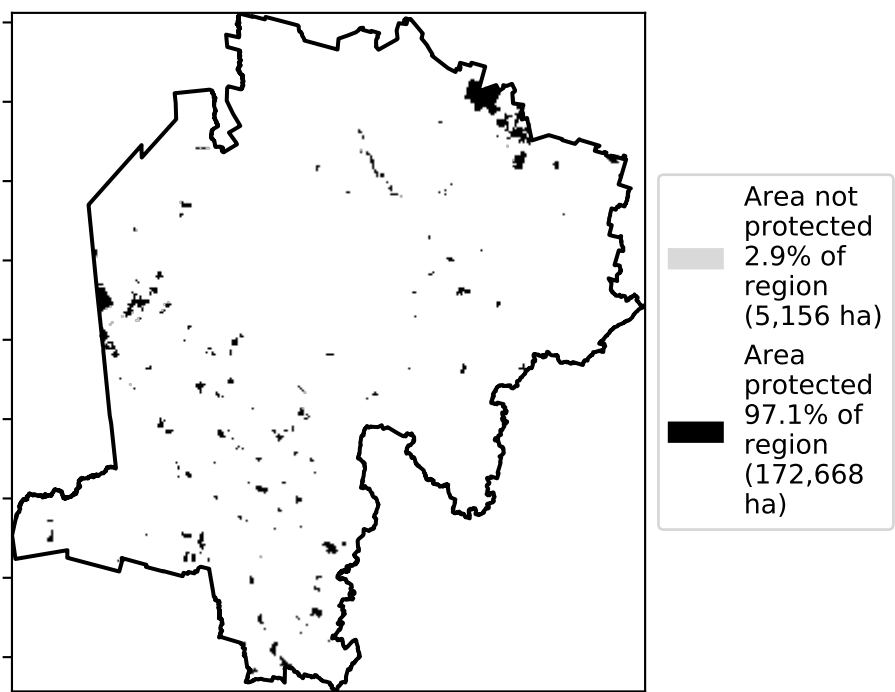 Area not
protected
2.9% of
region
(5,156 ha)
Area
protected
97.1% of
region
(172,668
ha)